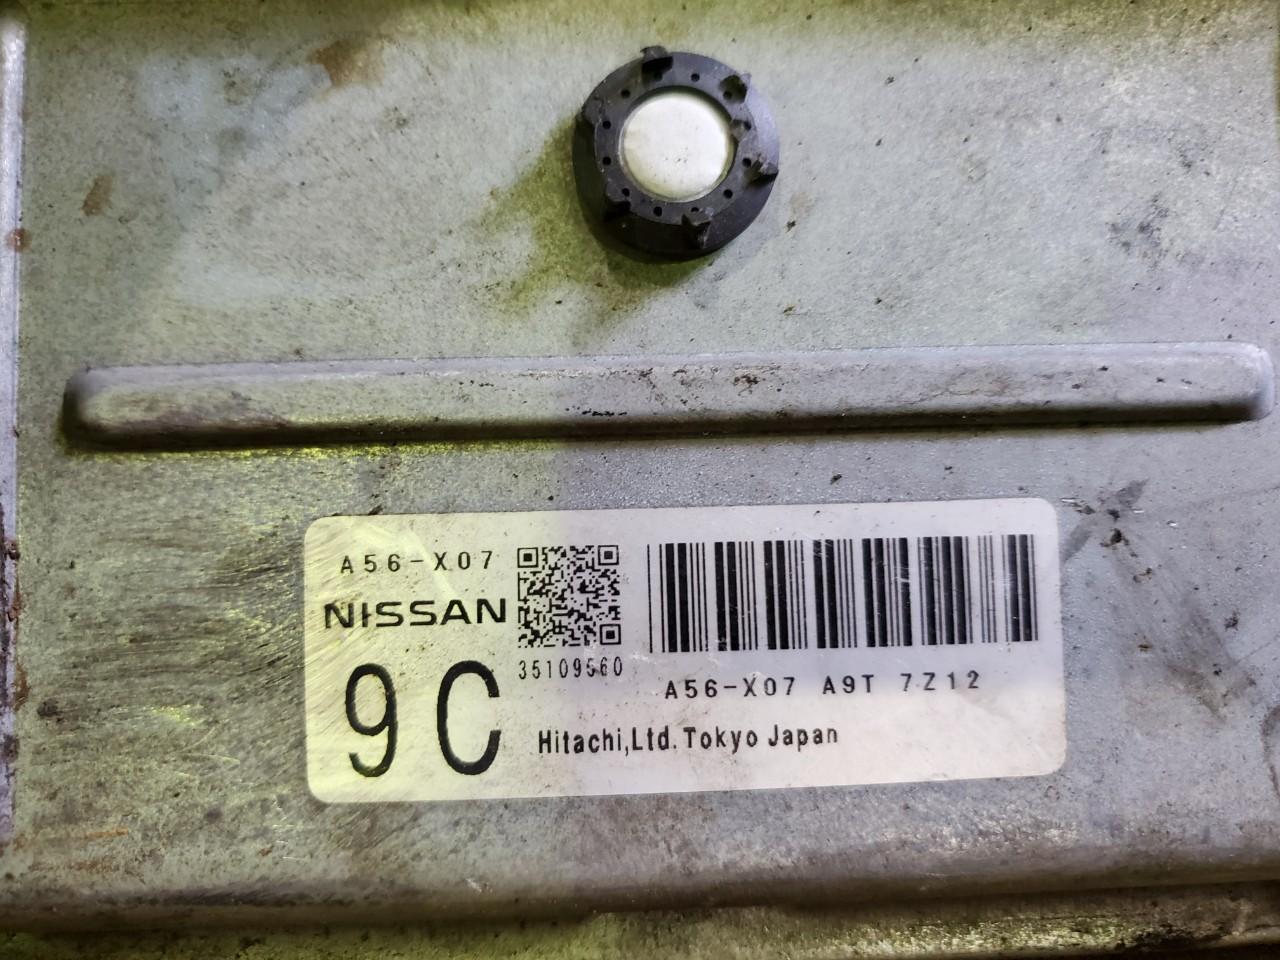 A56-X07
NISSAN
9C
35109560
A56-X07 A9T 7Z12
Hitachi,Ltd. Tokyo Japan